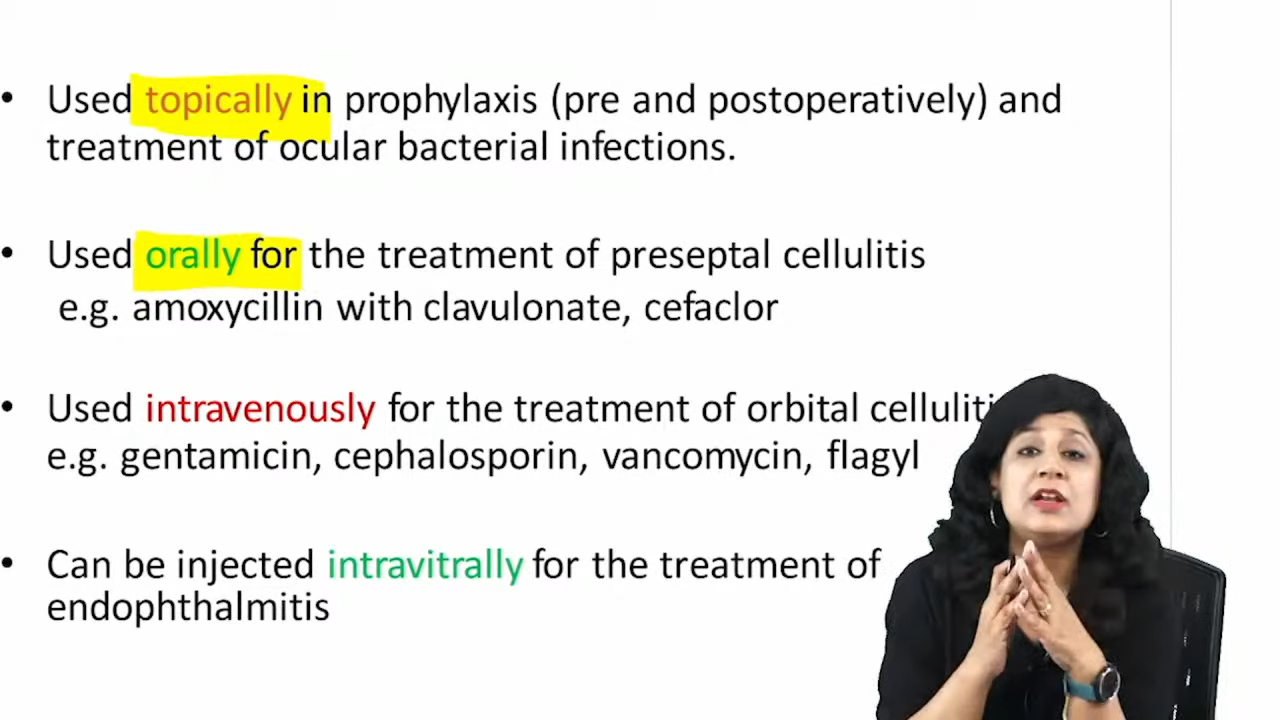 • Used topically in prophylaxis (pre and postoperatively) and
treatment of ocular bacterial infections.
• Used orally for the treatment of preseptal cellulitis
e.g. amoxycillin with clavulonate, cefaclor
• Used intravenously for the treatment of orbital
e.g. gentamicin, cephalosporin, vancomycin, flagyl
• Can be injected intravitrally for the treatment of
endophthalmitis